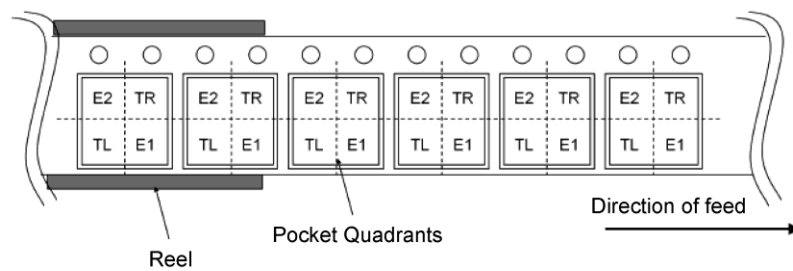 E2 TR E2 TR E2 TR E2 TR E2 TR E2 TR
TL E1 TL E1 TL E1 TL E1 TL E1 TL E1
Direction of feed
Pocket Quadrants
Reel